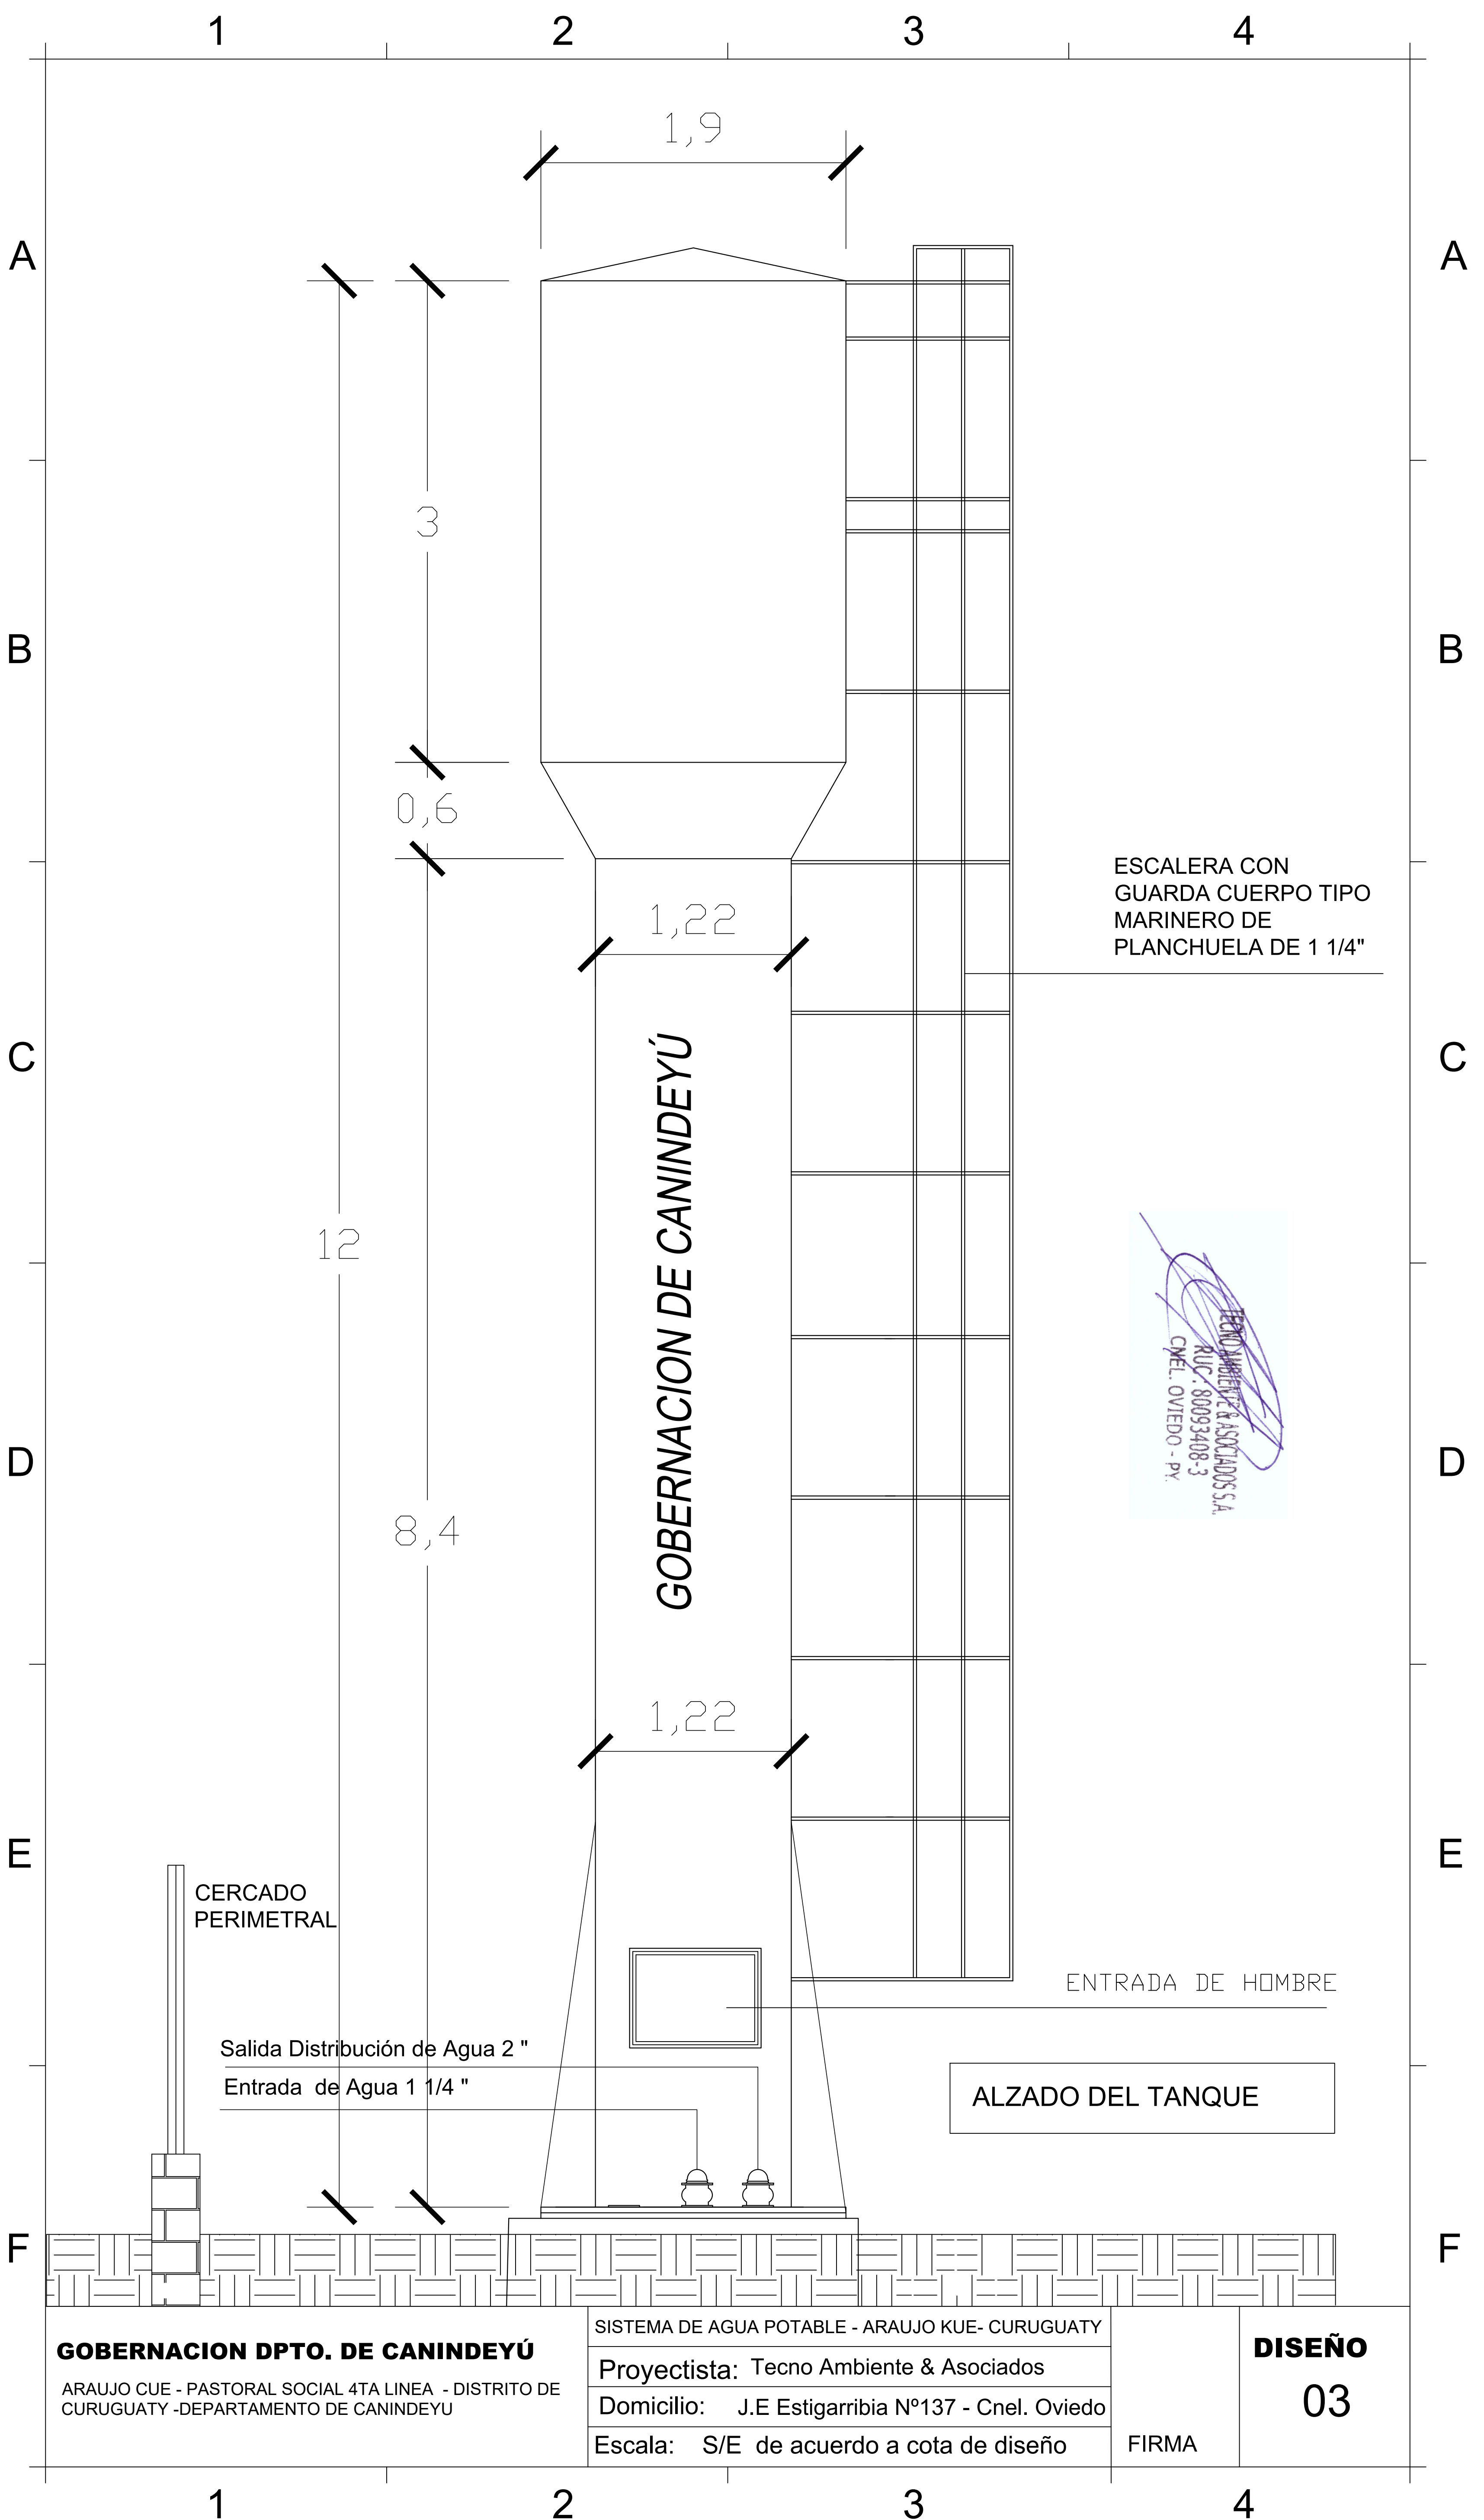 1 2 3 4
1,9
A A
3
B B
0,6
ESCALERA CON
GUARDA CUERPO TIPO
MARINERO DE
PLANCHUELA DE 1 1/4"
1,22
C C
GOBERNACION DE CANINDEYÚ
12
TECNO AMBIENTE & ASOCIADOS S.A.
RUC: 80093408-3
CNEL. OVIEDO - PY.
D D
8,4
1,22
E E
CERCADO
PERIMETRAL
ENTRADA DE HOMBRE
Salida Distribución de Agua 2 "
Entrada de Agua 1 1/4 "
ALZADO DEL TANQUE
F F
GOBERNACION DPTO. DE CANINDEYÚ
ARAUJO CUE - PASTORAL SOCIAL 4TA LINEA - DISTRITO DE
CURUGUATY -DEPARTAMENTO DE CANINDEYU
SISTEMA DE AGUA POTABLE - ARAUJO KUE- CURUGUATY
Proyectista: Tecno Ambiente & Asociados
Domicilio: J.E Estigarribia Nº137 - Cnel. Oviedo
Escala: S/E de acuerdo a cota de diseño
FIRMA
DISEÑO
03
1 2 3 4